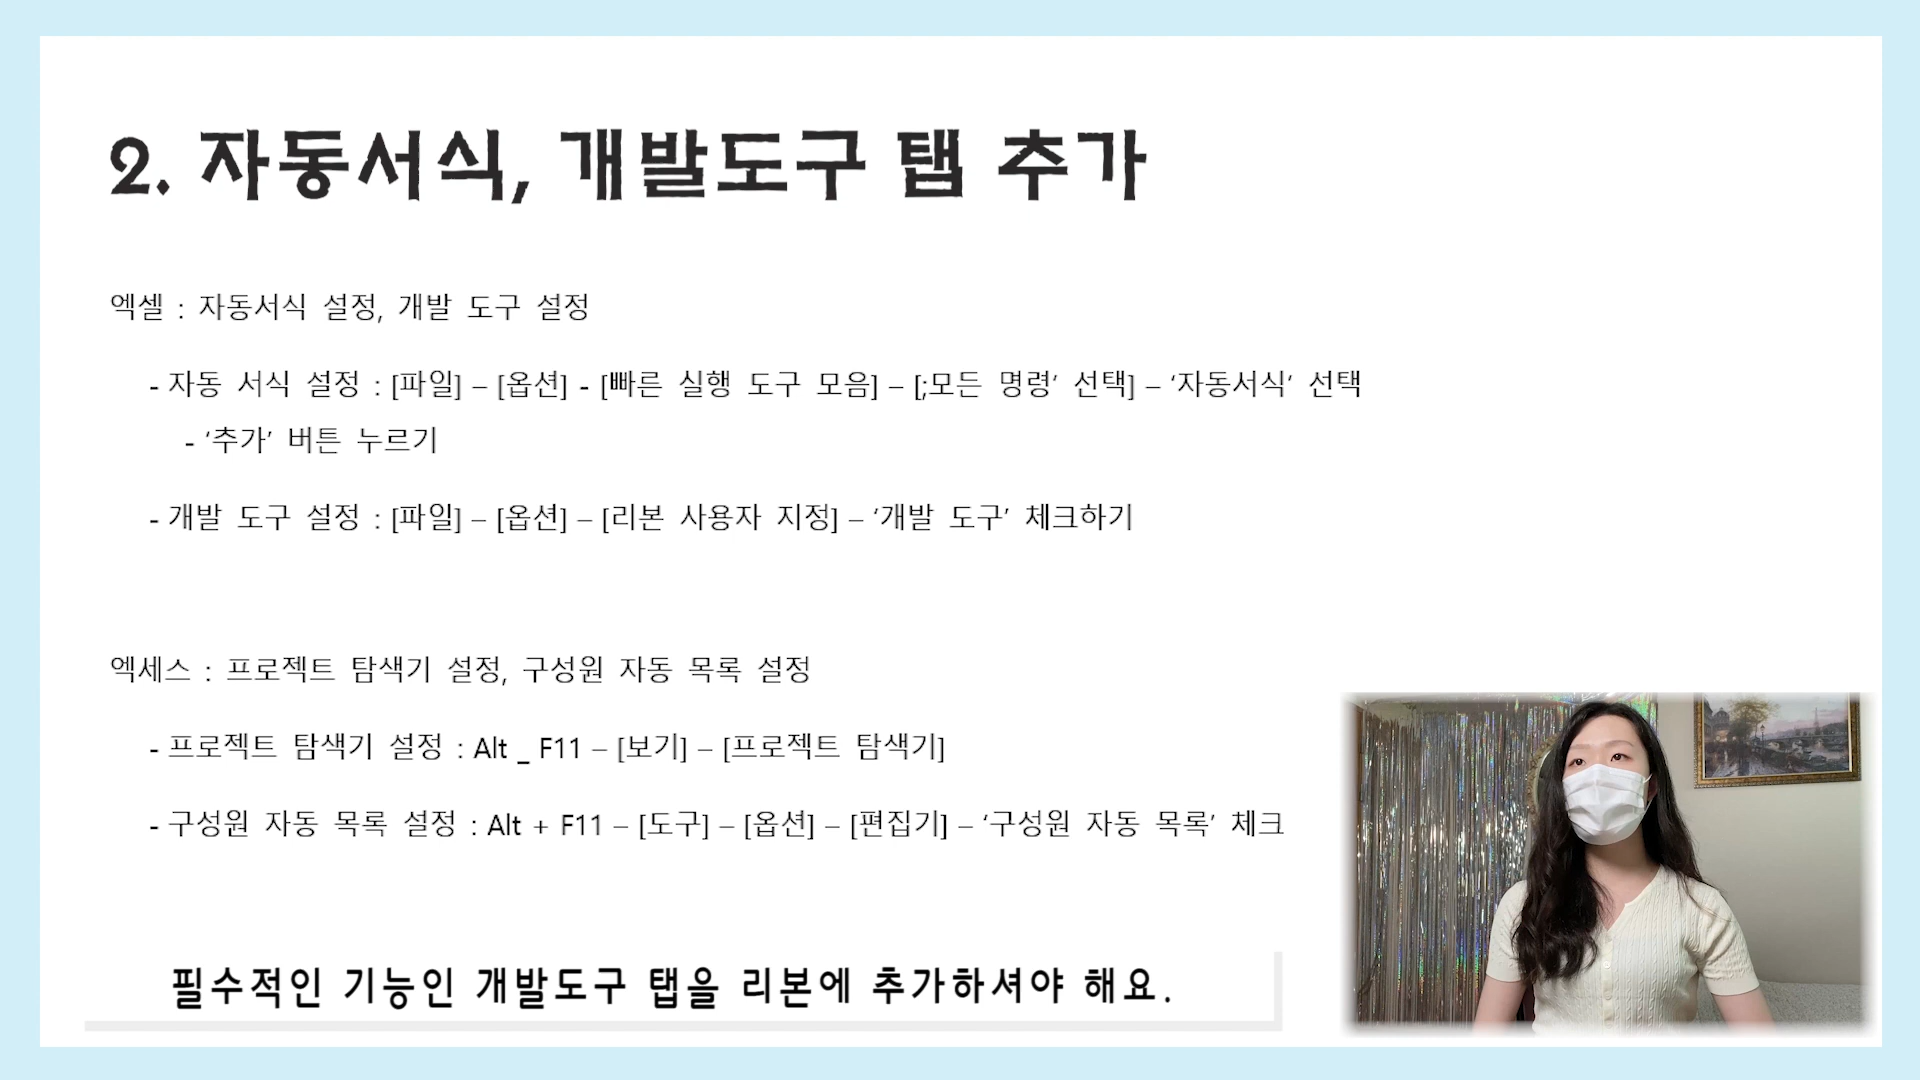 2. 자동서식, 개발도구 탭 추가
엑셀 : 자동서식 설정, 개발 도구 설정
- 자동 서식 설정 : [파일] – [옵션] - [빠른 실행 도구 모음] – [;모든 명령’ 선택] – ‘자동서식’ 선택
- ‘추가’ 버튼 누르기
- 개발 도구 설정 : [파일] – [옵션] – [리본 사용자 지정] – ‘개발 도구’ 체크하기
엑세스 : 프로젝트 탐색기 설정, 구성원 자동 목록 설정
- 프로젝트 탐색기 설정 : Alt _ F11 – [보기] – [프로젝트 탐색기]
- 구성원 자동 목록 설정 : Alt + F11 – [도구] – [옵션] – [편집기] – ‘구성원 자동 목록’ 체크
필수적인 기능인 개발도구 탭을 리본에 추가하셔야 해요.